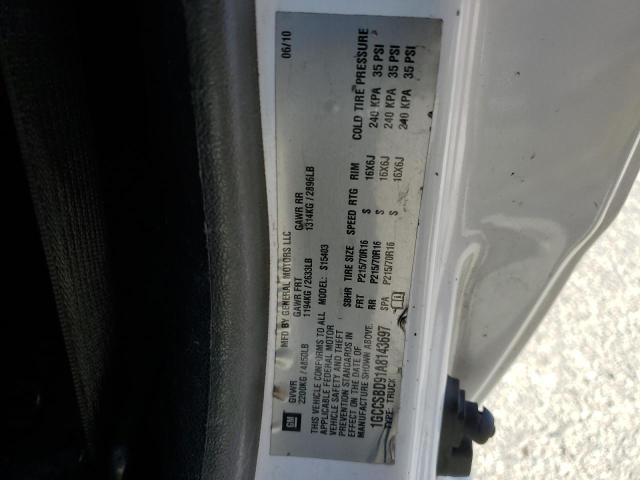 GM
MFD BY GENERAL MOTORS LLC
06/10
GVWR
GAWR FRT
GAWR RR
2200KG / 4850LB
1194KG / 2633LB
1314KG / 2896LB
THIS VEHICLE CONFORMS TO ALL
APPLICABLE FEDERAL MOTOR
VEHICLE SAFETY AND THEFT
PREVENTION STANDARDS IN
EFFECT ON THE DATE OF
MANUFACTURE SHOWN ABOVE.
MODEL: S15403
SBHR TIRE SIZE SPEED RTG RIM COLD TIRE PRESSURE
FRT P215/70R16 S 16X6J 240 KPA 35 PSI
RR P215/70R16 S 16X6J 240 KPA 35 PSI
SPA P215/70R16 S 16X6J 240 KPA 35 PSI
1GCCSBD91A8143697
TYPE: TRUCK